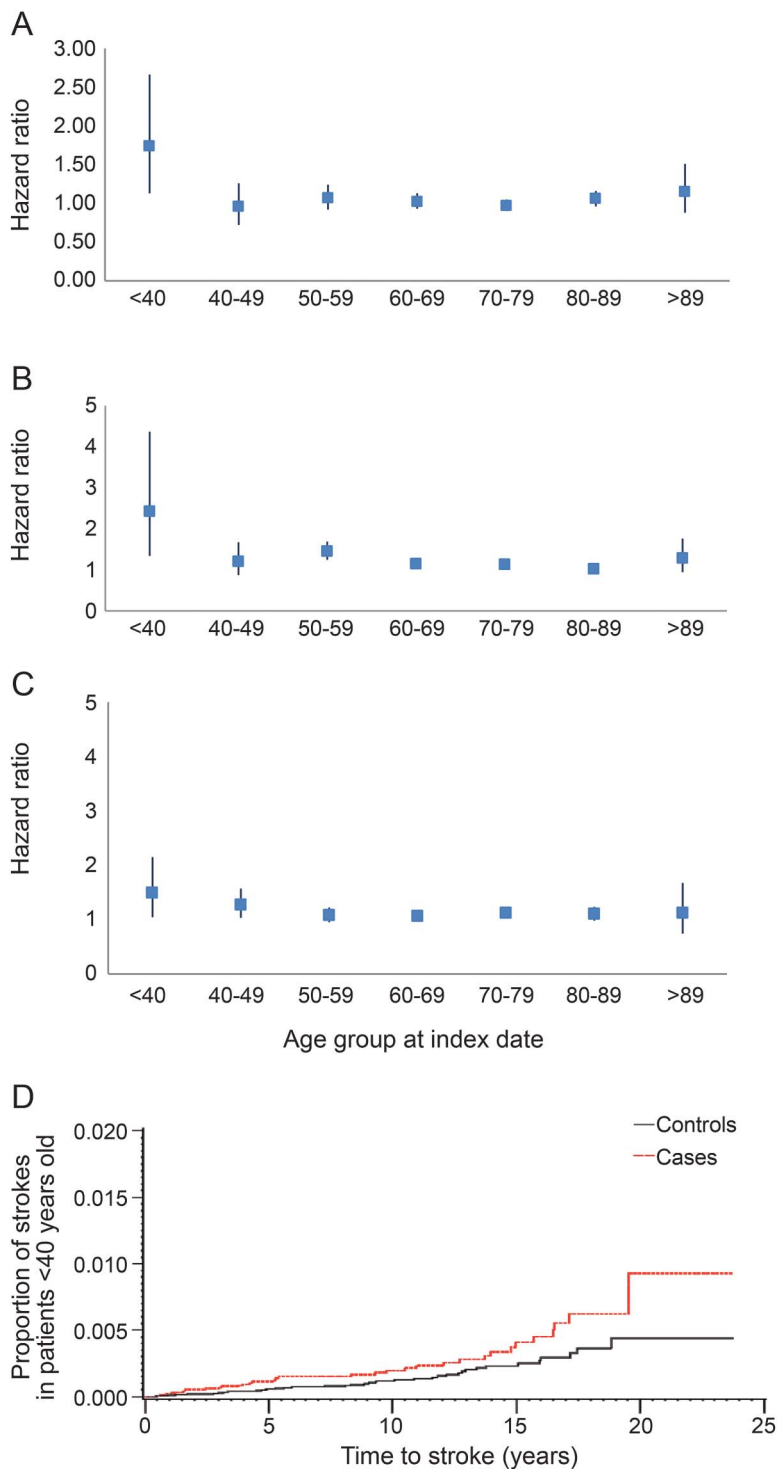 A
Hazard ratio
3.00
2.50
2.00
1.50
1.00
0.50
0.00
<40 40-49 50-59 60-69 70-79 80-89 >89
B
Hazard ratio
5
4
3
2
1
0
<40 40-49 50-59 60-69 70-79 80-89 >89
C
Hazard ratio
5
4
3
2
1
0
<40 40-49 50-59 60-69 70-79 80-89 >89
Age group at index date
D
Proportion of strokes
in patients <40 years old
0.020
0.015
0.010
0.005
0.000
Controls
Cases
0 5 10 15 20 25
Time to stroke (years)